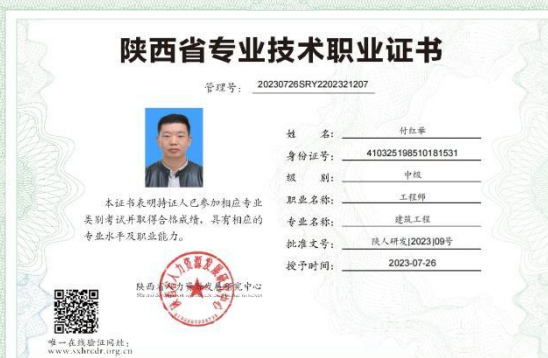 陕西省专业技术职业证书
管理号： 20230726SRY2202321207
姓 名： 付红举
身份证号： 410325198510181531
级 别： 中级
职业名称： 工程师
专业名称： 建筑工程
批准文号： 陕人研发[2023]09号
授予时间： 2023-07-26
本证书表明持证人已参加相应专业
类别考试并取得合格成绩，具有相应的
专业水平及职业能力。
陕西省人力资源发展研究中心
唯一在线验证网址：
www.sxhrcdr.org.cn